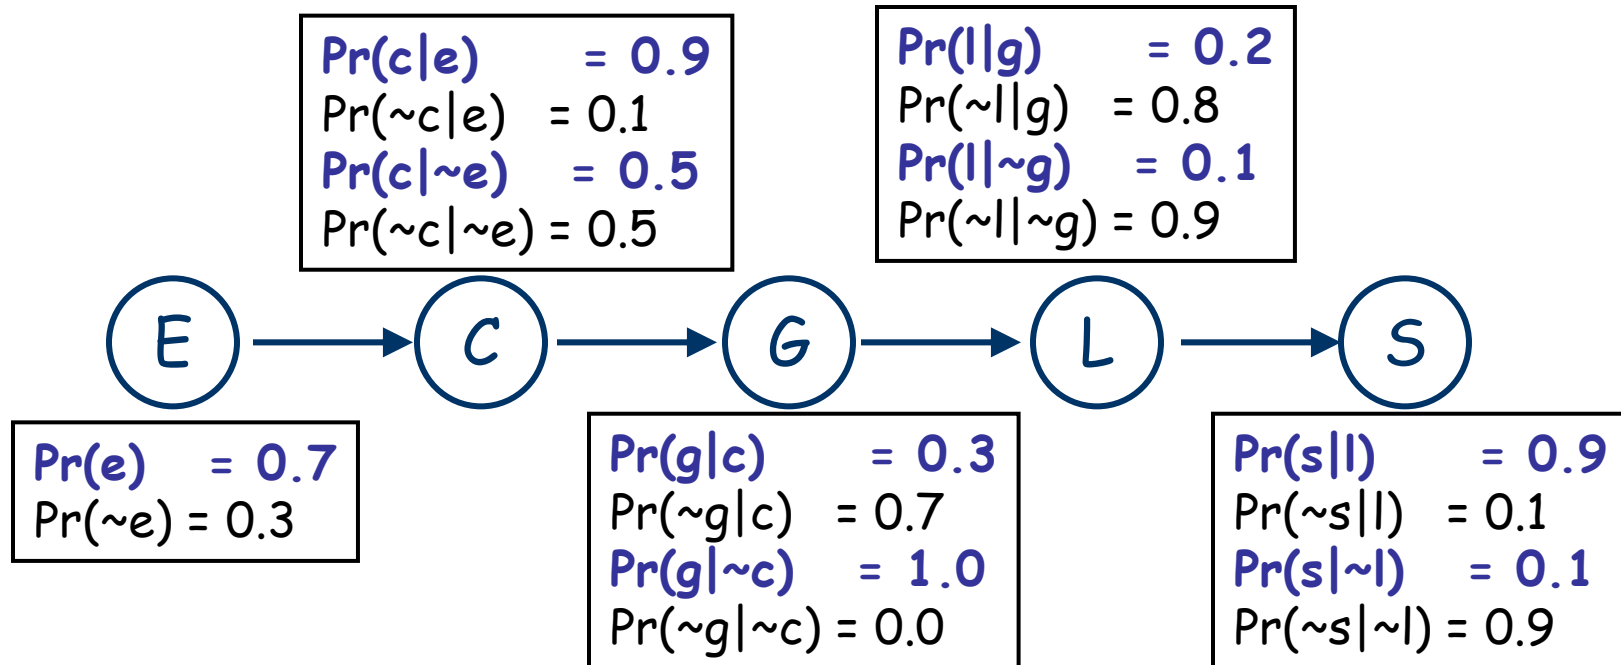 Pr(c|e) = 0.9
Pr(~c|e) = 0.1
Pr(c|~e) = 0.5
Pr(~c|~e) = 0.5
Pr(l|g) = 0.2
Pr(~l|g) = 0.8
Pr(l|~g) = 0.1
Pr(~l|~g) = 0.9
E
C
G
L
S
Pr(e) = 0.7
Pr(~e) = 0.3
Pr(g|c) = 0.3
Pr(~g|c) = 0.7
Pr(g|~c) = 1.0
Pr(~g|~c) = 0.0
Pr(s|l) = 0.9
Pr(~s|l) = 0.1
Pr(s|~l) = 0.1
Pr(~s|~l) = 0.9